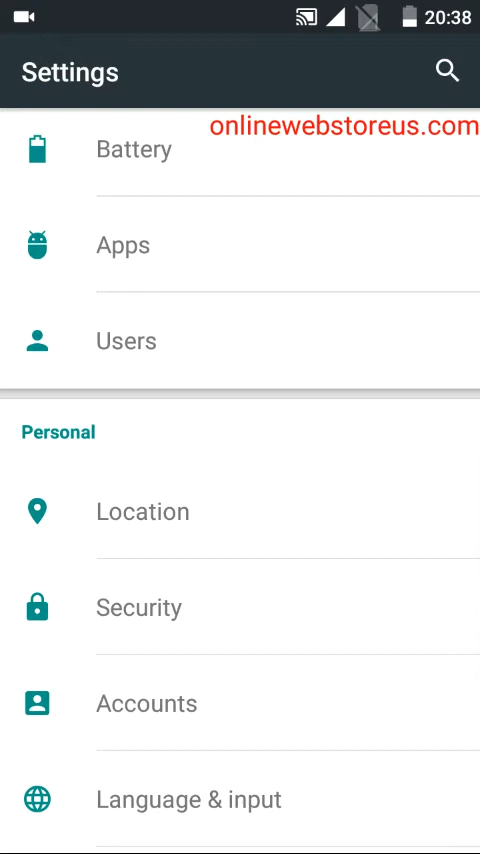 20:38
Settings
onlinewebstoreus.com
Battery
Apps
Users
Personal
Location
Security
Accounts
Language & input